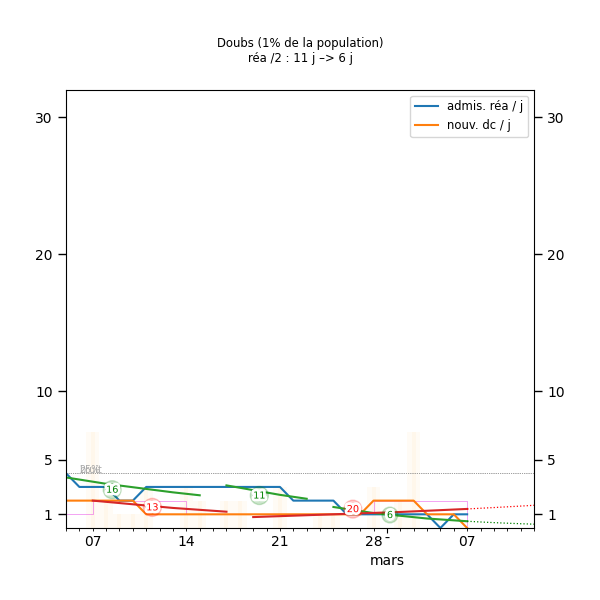 Doubs (1% de la population)
réa /2 : 11 j –> 6 j
admis. réa / j
nouv. dc / j
30 30
20 20
10 10
5 5
1 1
16
13
11
20
6
07 14 21 28 07
mars